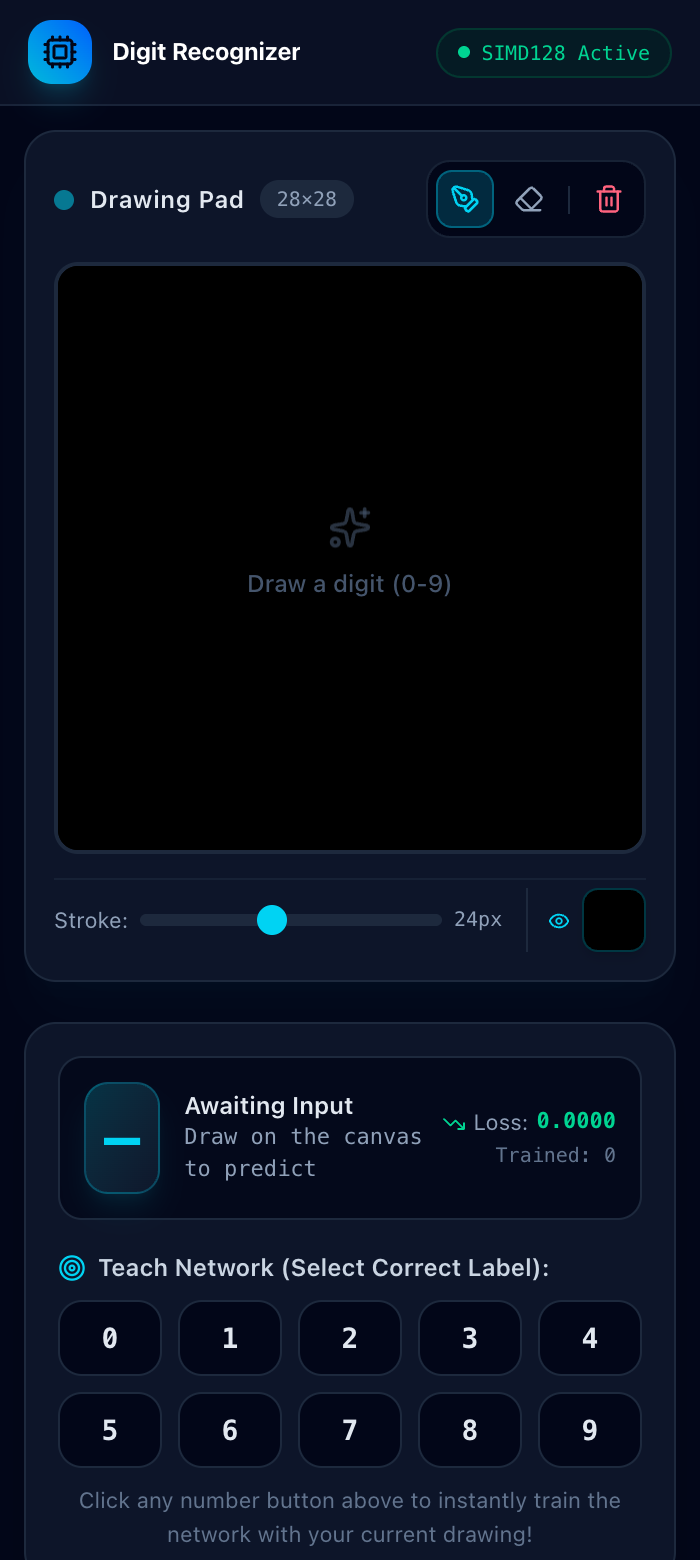 Digit Recognizer
SIMD128 Active
Drawing Pad
28×28
Draw a digit (0-9)
Stroke:
24px
Awaiting Input
Draw on the canvas
to predict
Loss: 0.0000
Trained: 0
Teach Network (Select Correct Label):
0 1 2 3 4
5 6 7 8 9
Click any number button above to instantly train the
network with your current drawing!